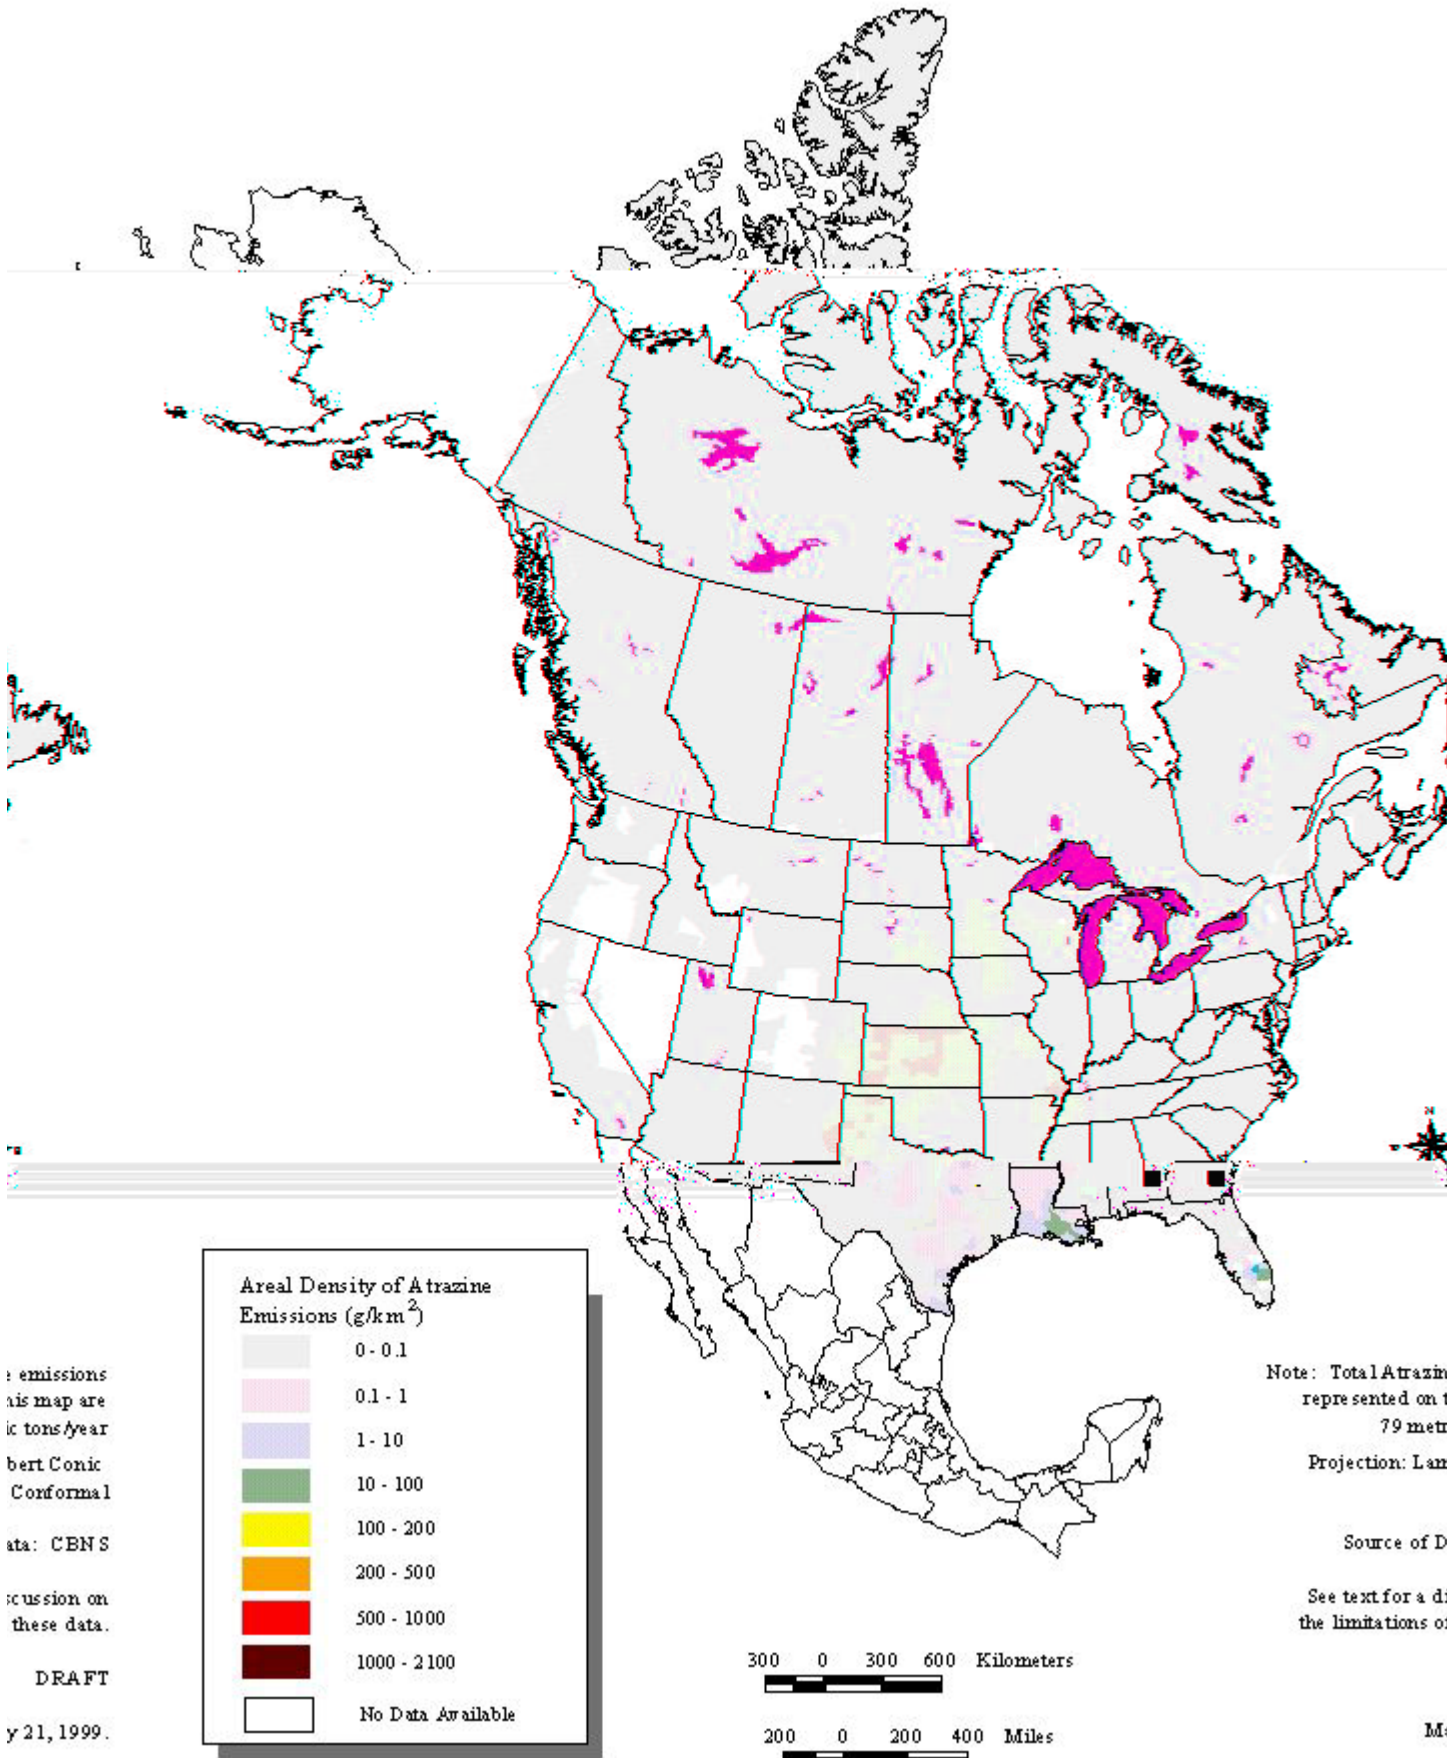 Areal Density of Atrazine
Emissions (g/km²)
0 - 0.1
0.1 - 1
1 - 10
10 - 100
100 - 200
200 - 500
500 - 1000
1000 - 2100
No Data Available
e emissions
his map are
ic tons/year
bert Conic
Conformal
ata: CBNS
scussion on
these data.
DRAFT
y 21, 1999.
300 0 300 600 Kilometers
200 0 200 400 Miles
Note: Total Atrazin
represented on t
79 metr
Projection: Lam
Source of D
See text for a di
the limitations of
Ma